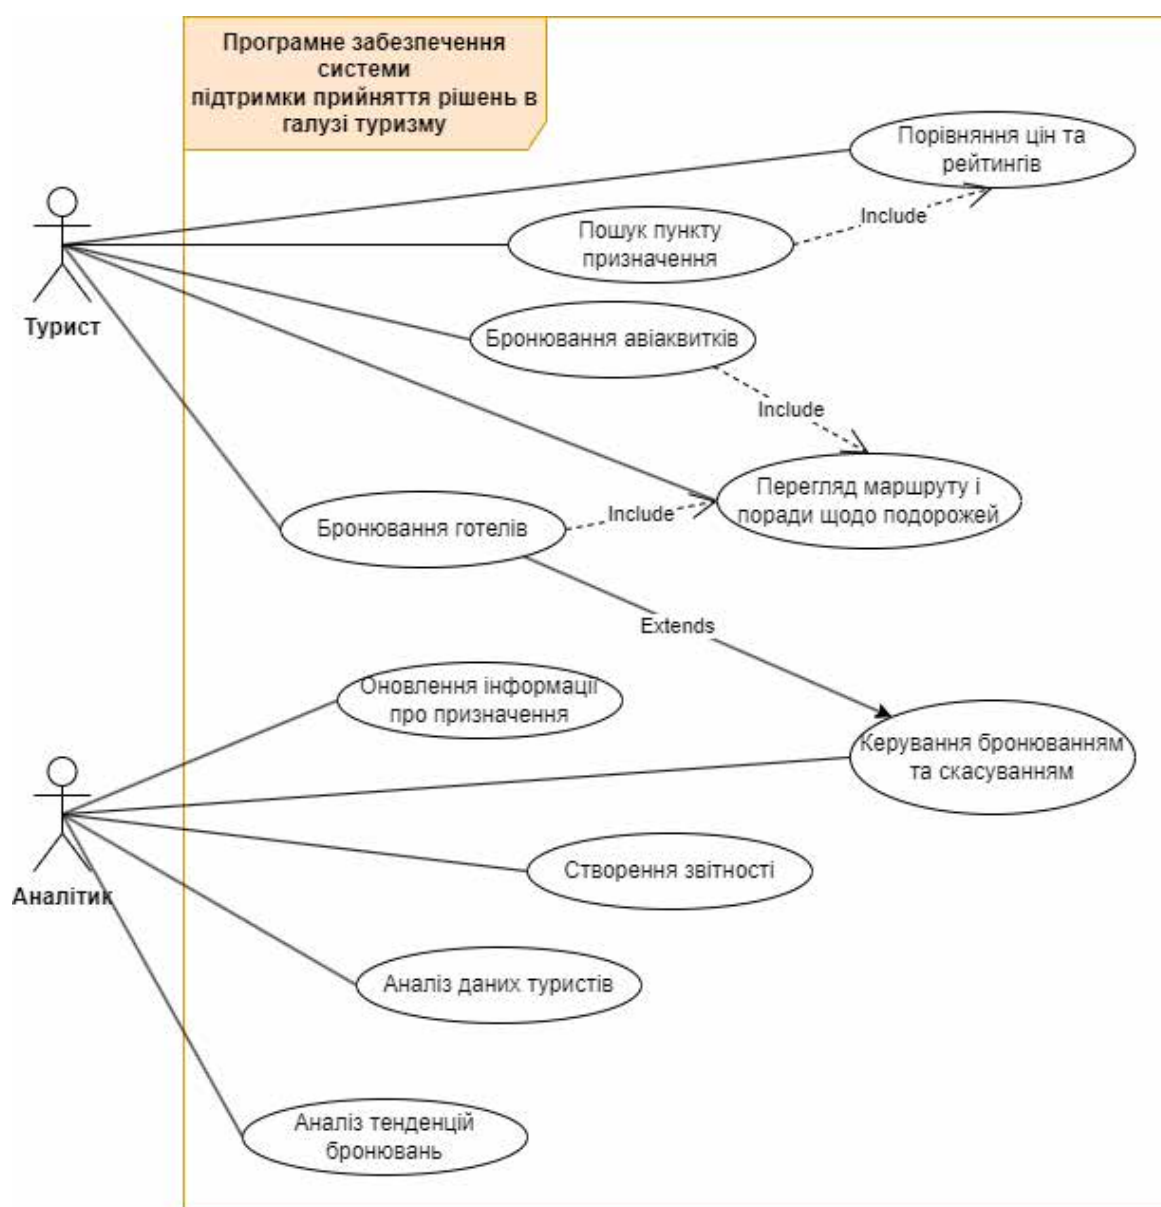 Програмне забезпечення
системи
підтримки прийняття рішень в
галузі туризму
Порівняння цін та
рейтингів
Include
Пошук пункту
призначення
Турист
Бронювання авіаквитків
Include
Перегляд маршруту і
поради щодо подорожей
Include
Бронювання готелів
Extends
Оновлення інформації
про призначення
Керування бронюванням
та скасуванням
Створення звітності
Аналітик
Аналіз даних туристів
Аналіз тенденцій
бронювань